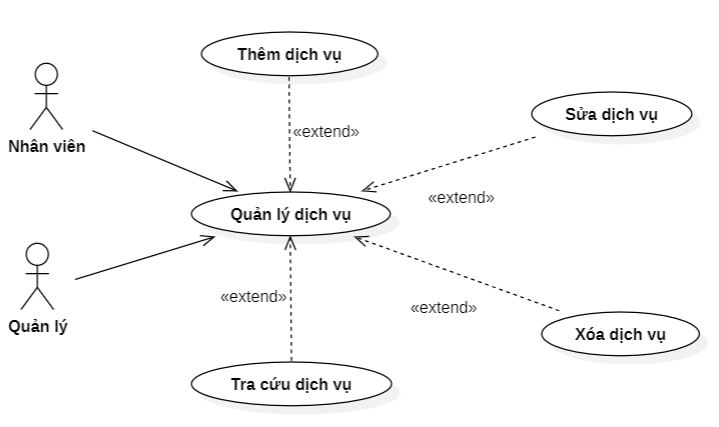 Thêm dịch vụ
Sửa dịch vụ
«extend»
Nhân viên
«extend»
Quản lý dịch vụ
«extend»
«extend»
Quản lý
Xóa dịch vụ
Tra cứu dịch vụ